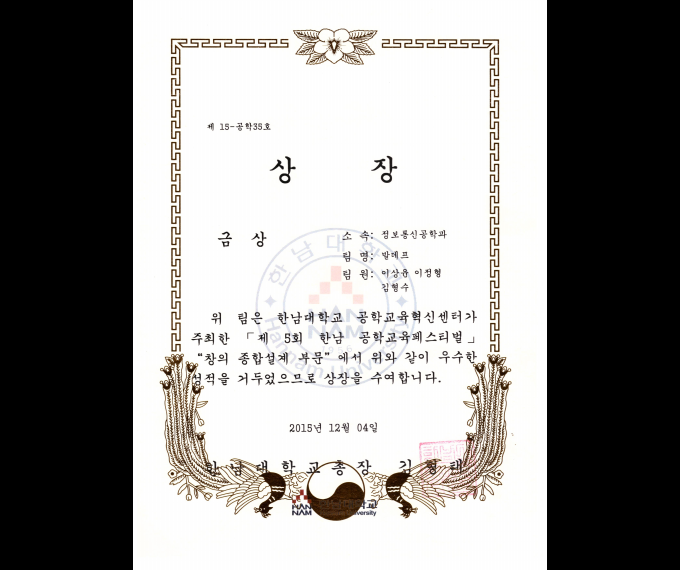 제 15-공학35호
상 장
금 상
소 속: 정보통신공학과
팀 명: 발데프
팀 원: 이상윤 이정형
김형수
위 팀은 한남대학교 공학교육혁신센터가
주최한 「제 5회 한남 공학교육페스티벌」
“창의 종합설계 부문”에서 위와 같이 우수한
성적을 거두었으므로 상장을 수여합니다.
2015년 12월 04일
한남대학교총장 김형태
한남대학교
HANNAM
Hannam University
HAN NAM